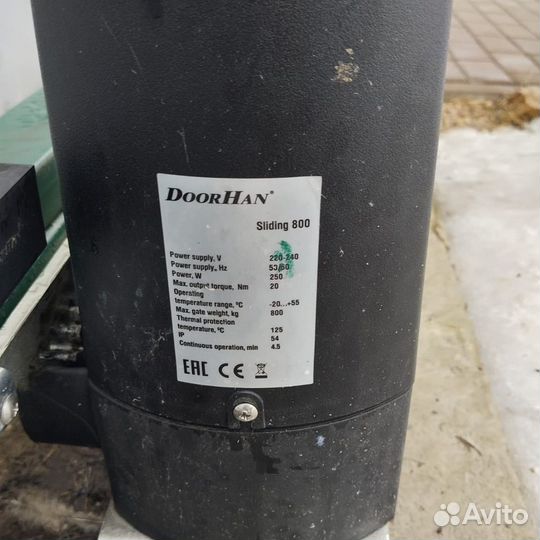 DOORHAN®
Sliding 800
Power supply, V 220-240
Power supply, Hz 50/60
Power, W 250
Max. output torque, Nm 20
Operating
temperature range, °C -20...+55
Max. gate weight, kg 800
Thermal protection
temperature, °C 125
IP 54
Continuous operation, min 4.5
EAC CE
Avito